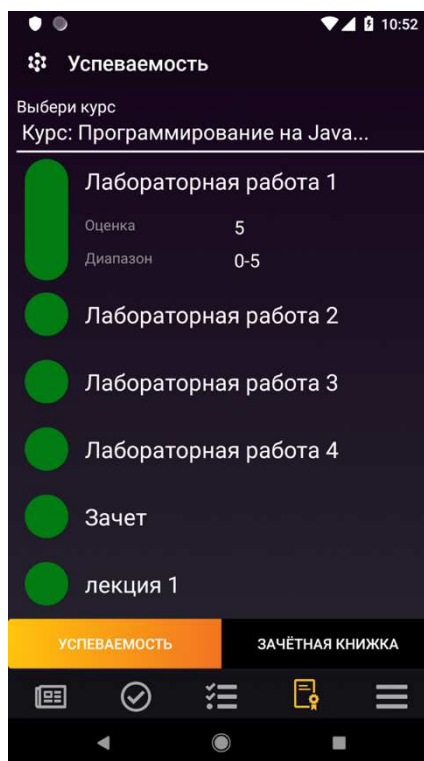 10:52
Успеваемость
Выбери курс
Курс: Программирование на Java...
Лабораторная работа 1
Оценка 5
Диапазон 0-5
Лабораторная работа 2
Лабораторная работа 3
Лабораторная работа 4
Зачет
лекция 1
УСПЕВАЕМОСТЬ ЗАЧЁТНАЯ КНИЖКА